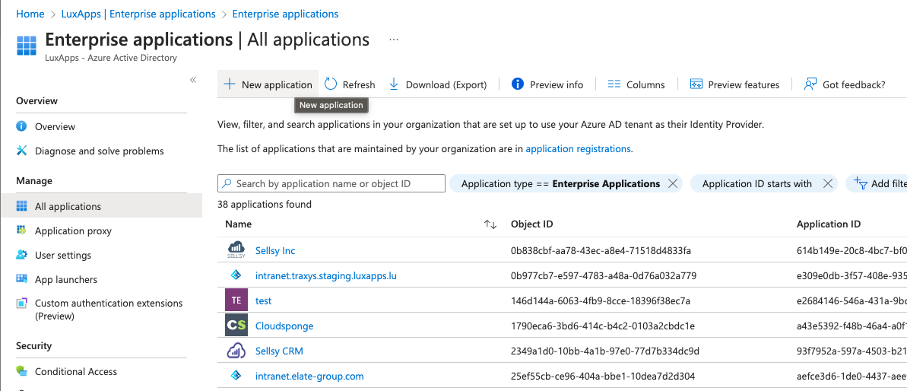 Home > LuxApps | Enterprise applications > Enterprise applications
Enterprise applications | All applications ...
LuxApps - Azure Active Directory
«
New application
Refresh
Download (Export)
Preview info
Columns
Preview features
Got feedback?
New application
Overview
Overview
Diagnose and solve problems
Manage
All applications
Application proxy
User settings
App launchers
Custom authentication extensions
(Preview)
Security
Conditional Access
View, filter, and search applications in your organization that are set up to use your Azure AD tenant as their Identity Provider.
The list of applications that are maintained by your organization are in application registrations.
Search by application name or object ID
Application type == Enterprise Applications
Application ID starts with
Add filte
38 applications found
Name Object ID Application ID
SELLSY Sellsy Inc 0b838cbf-aa78-43ec-a8e4-71518d4833fa 614b149e-20c8-4bc7-bf0
intranet.traxys.staging.luxapps.lu 0b977cb7-e597-4783-a48a-0d76a032a779 e309e0db-3f57-408e-935
TE test 146d144a-6063-4fb9-8cce-18396f38ec7a e2684146-546a-431a-9bc
CS Cloudsponge 1790eca6-3bd6-414c-b4c2-0103a2cbdc1e a43e5392-f48b-46a4-a0f
Sellsy CRM 2349a1d0-10bb-4a1b-97e0-77d7b334dc9d 93f7952a-597a-4503-b21
intranet.elate-group.com 25ef55cb-ce96-404a-bbe1-10dea7d2d304 aefce3d6-1de0-4437-aee